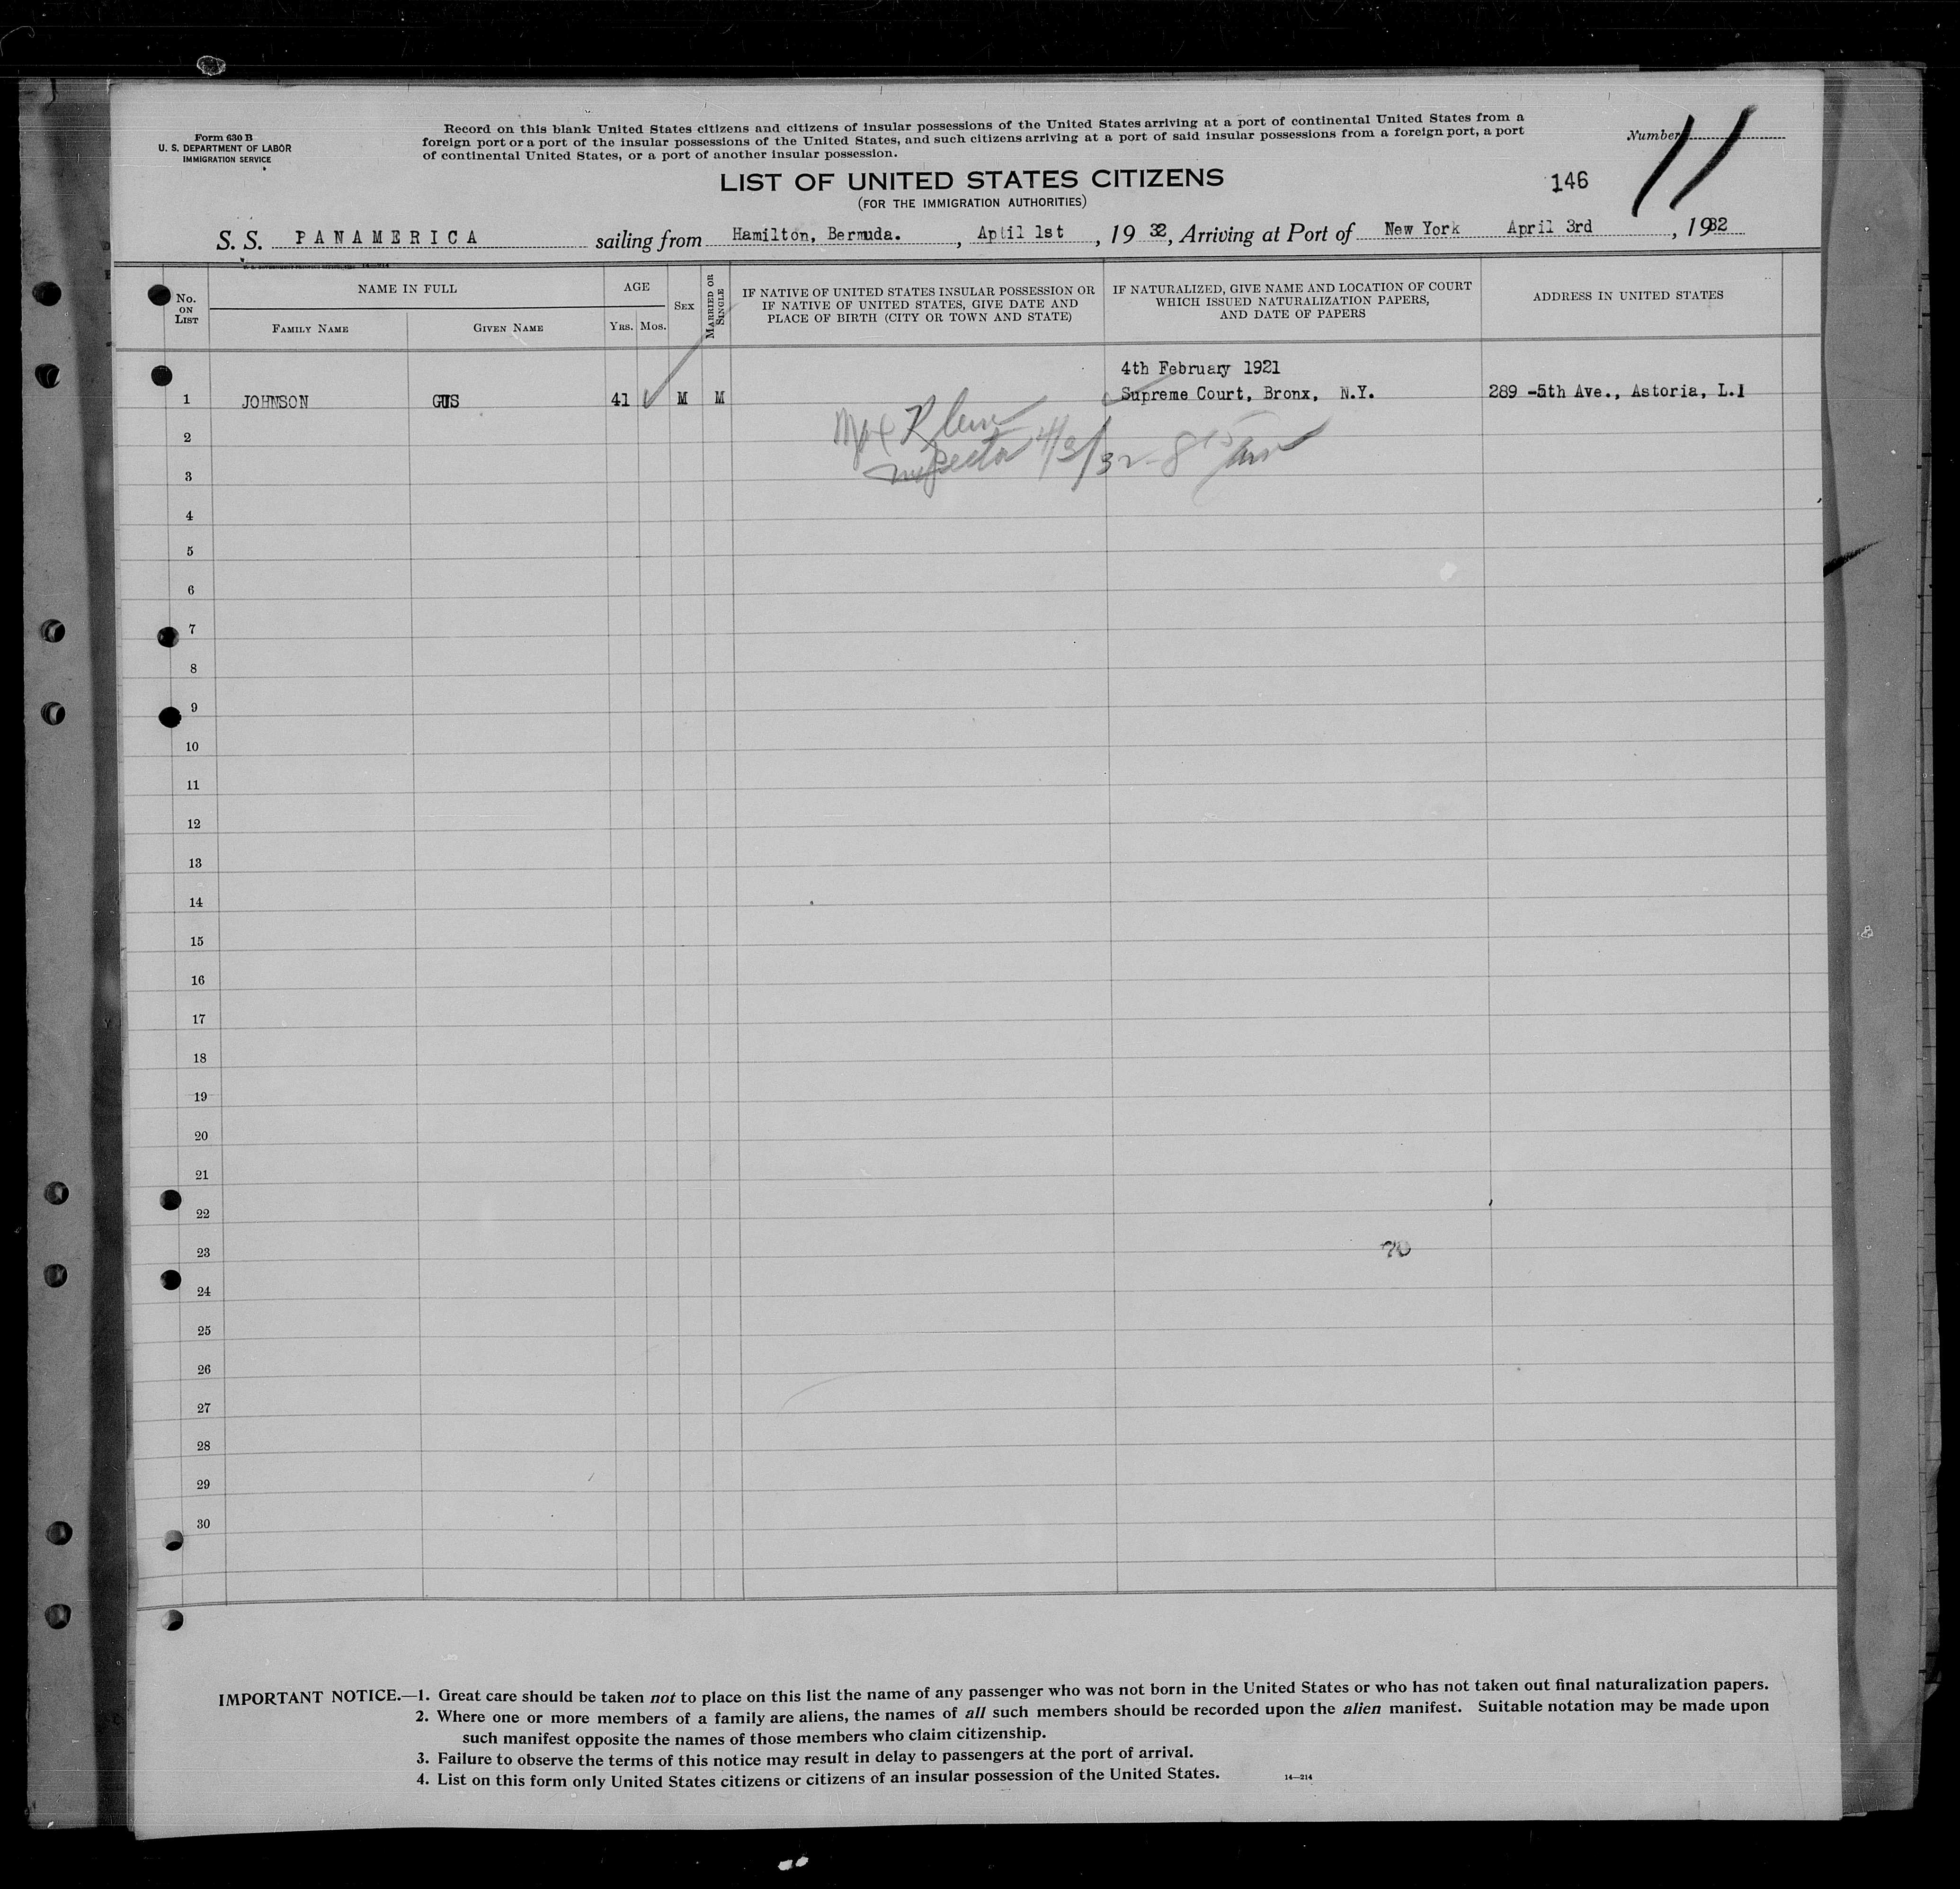 Form 630 B
U. S. DEPARTMENT OF LABOR
IMMIGRATION SERVICE
Record on this blank United States citizens and citizens of insular possessions of the United States arriving at a port of continental United States from a
foreign port or a port of the insular possessions of the United States, and such citizens arriving at a port of said insular possessions from a foreign port, a port
of continental United States, or a port of another insular possession.
Number 11
LIST OF UNITED STATES CITIZENS
(FOR THE IMMIGRATION AUTHORITIES)
146
S. S. PANAMERICA sailing from Hamilton, Bermuda. , April 1st , 19 32, Arriving at Port of New York April 3rd , 1932
No. ON LIST
NAME IN FULL
FAMILY NAME
GIVEN NAME
AGE
YRS. MOS.
SEX
MARRIED OR SINGLE
IF NATIVE OF UNITED STATES INSULAR POSSESSION OR
IF NATIVE OF UNITED STATES, GIVE DATE AND
PLACE OF BIRTH (CITY OR TOWN AND STATE)
IF NATURALIZED, GIVE NAME AND LOCATION OF COURT
WHICH ISSUED NATURALIZATION PAPERS,
AND DATE OF PAPERS
ADDRESS IN UNITED STATES
4th February 1921
1 JOHNSON GUS 41 M M Supreme Court, Bronx, N.Y. 289 -5th Ave., Astoria, L.I
Klein
Inspector 4/3/32
2
3
4
5
6
7
8
9
10
11
12
13
14
15
16
17
18
19
20
21
22
23
24
25
26
27
28
29
30
IMPORTANT NOTICE.—1. Great care should be taken not to place on this list the name of any passenger who was not born in the United States or who has not taken out final naturalization papers.
2. Where one or more members of a family are aliens, the names of all such members should be recorded upon the alien manifest. Suitable notation may be made upon
such manifest opposite the names of those members who claim citizenship.
3. Failure to observe the terms of this notice may result in delay to passengers at the port of arrival.
4. List on this form only United States citizens or citizens of an insular possession of the United States.
14—214